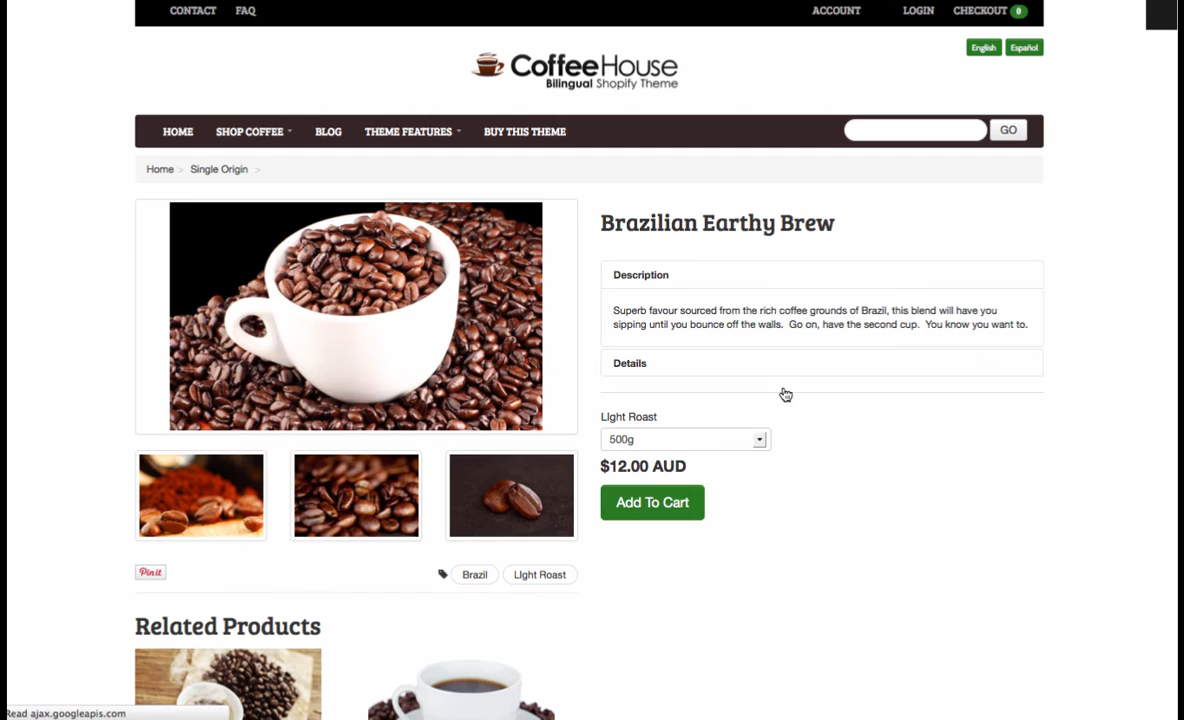 CONTACT FAQ ACCOUNT LOGIN CHECKOUT 0
English Español
CoffeeHouse
Bilingual Shopify Theme
HOME SHOP COFFEE BLOG THEME FEATURES BUY THIS THEME GO
Home > Single Origin >
Brazilian Earthy Brew
Description
Superb favour sourced from the rich coffee grounds of Brazil, this blend will have you
sipping until you bounce off the walls. Go on, have the second cup. You know you want to.
Details
LIght Roast
500g
$12.00 AUD
Add To Cart
Pin it
Brazil LIght Roast
Related Products
Read ajax.googleapis.com